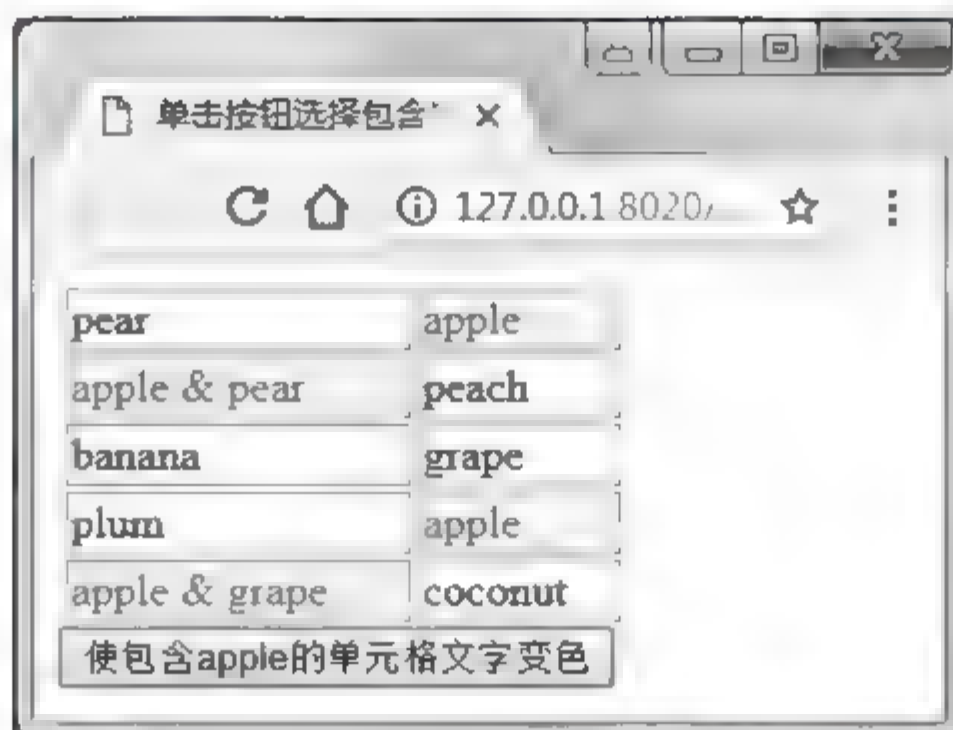 单击按钮选择包含
127.0.0.1:8020/
pear apple
apple & pear peach
banana grape
plum apple
apple & grape coconut
使包含apple的单元格文字变色